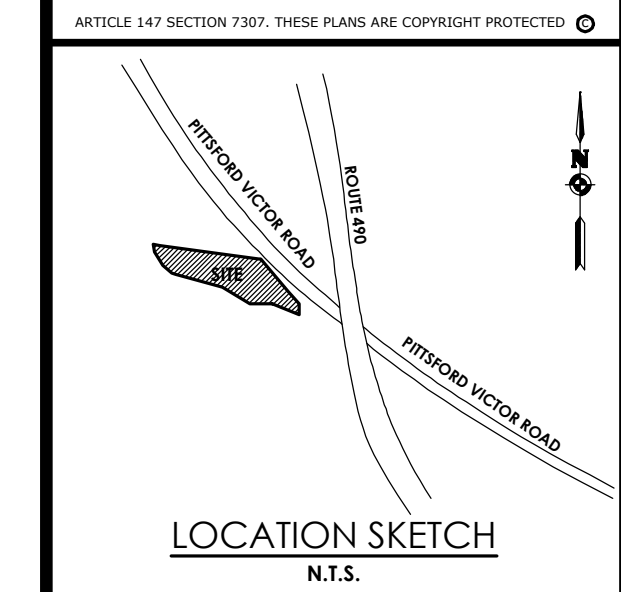 ARTICLE 147 SECTION 7307. THESE PLANS ARE COPYRIGHT PROTECTED ©
PITTSFORD VICTOR ROAD
ROUTE 490
N
SITE
PITTSFORD VICTOR ROAD
LOCATION SKETCH
N.T.S.